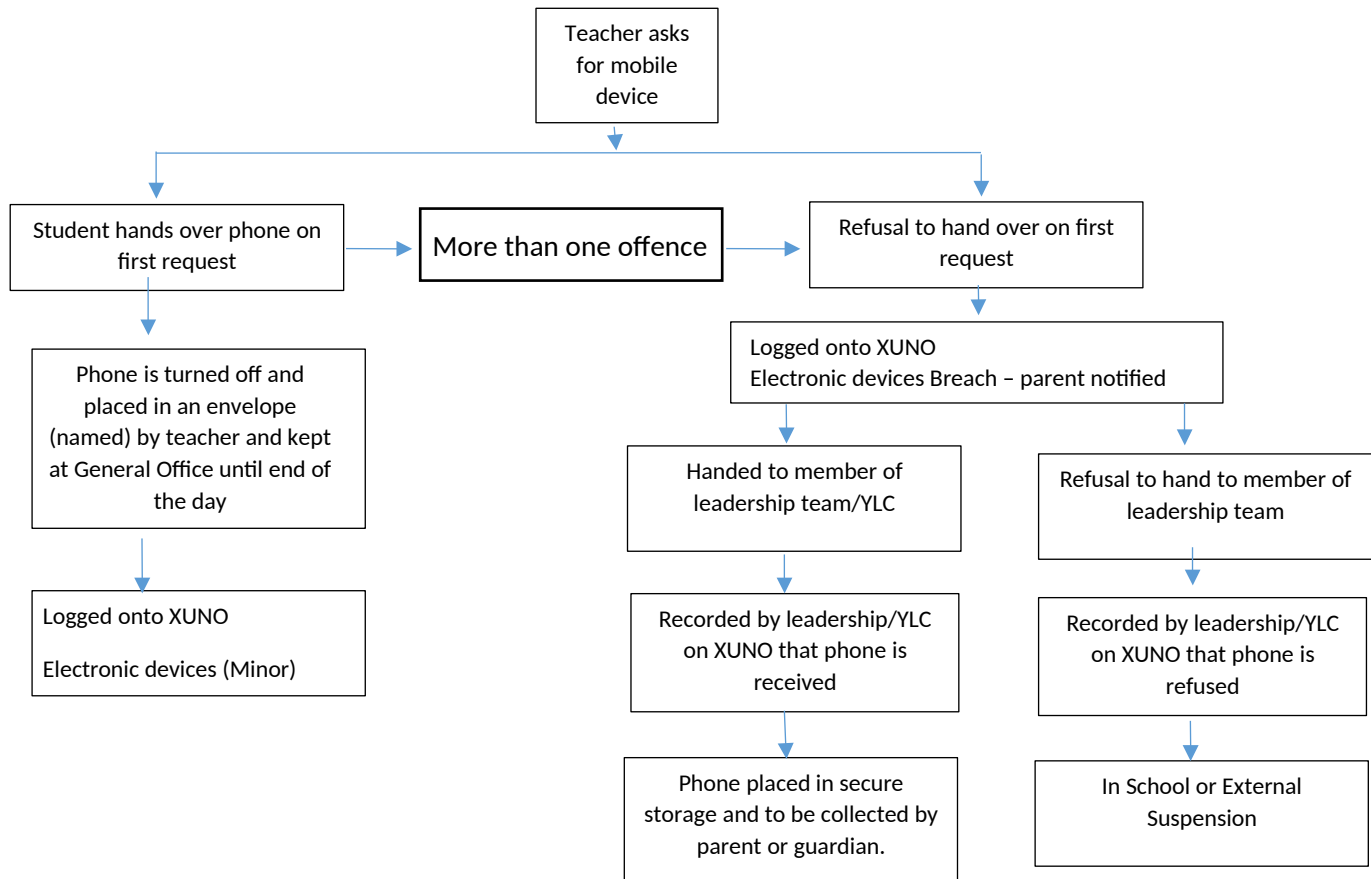 Teacher asks
for mobile
device
Student hands over phone on
first request
More than one offence
Refusal to hand over on first
request
Phone is turned off and
placed in an envelope
(named) by teacher and kept
at General Office until end of
the day
Logged onto XUNO
Electronic devices (Minor)
Logged onto XUNO
Electronic devices Breach – parent notified
Handed to member of
leadership team/YLC
Recorded by leadership/YLC
on XUNO that phone is
received
Phone placed in secure
storage and to be collected by
parent or guardian.
Refusal to hand to member of
leadership team
Recorded by leadership/YLC
on XUNO that phone is
refused
In School or External
Suspension